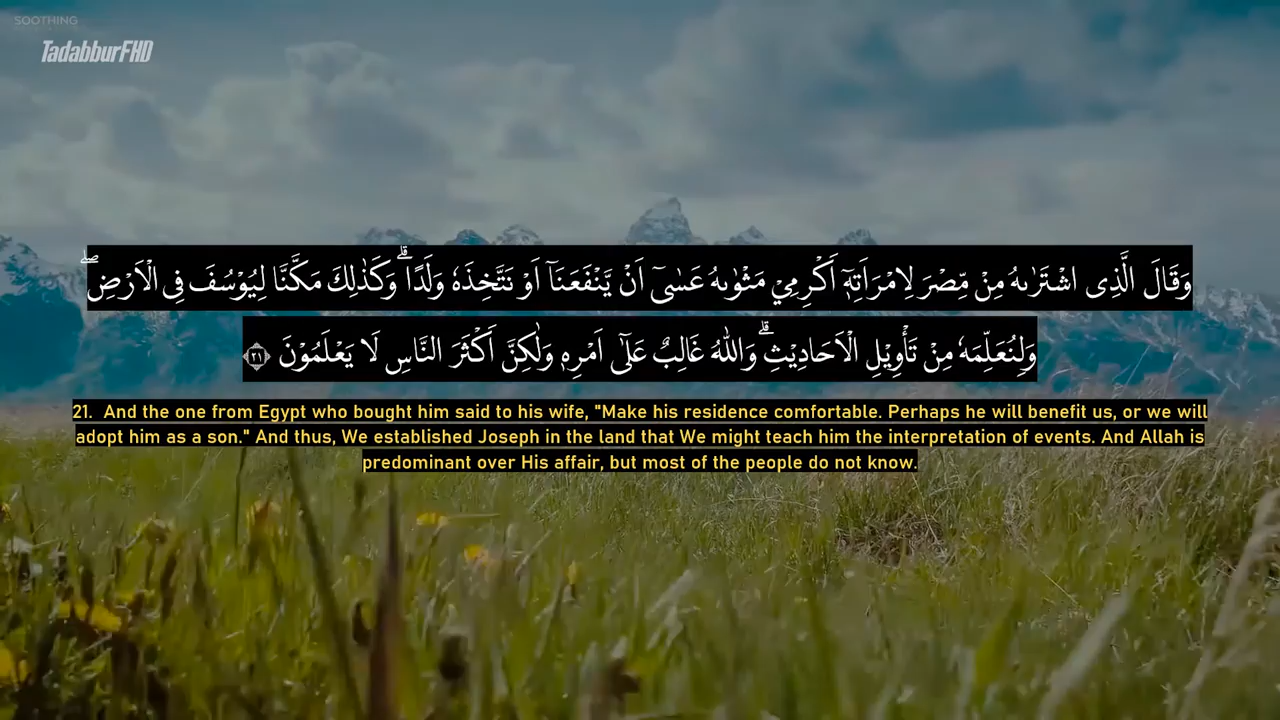 SOOTHING
TadabburFHD
وَقَالَ الَّذِى اشْتَرٰىهُ مِنْ مِّصْرَ لِامْرَاَتِهٖٓ اَكْرِمِيْ مَثْوٰىهُ عَسٰىٓ اَنْ يَّنْفَعَنَآ اَوْ نَتَّخِذَهٗ وَلَدًا ۗوَكَذٰلِكَ مَكَّنَّا لِيُوْسُفَ فِى الْاَرْضِۖ
وَلِنُعَلِّمَهٗ مِنْ تَأْوِيْلِ الْاَحَادِيْثِۗ وَاللّٰهُ غَالِبٌ عَلٰٓى اَمْرِهٖ وَلٰكِنَّ اَكْثَرَ النَّاسِ لَا يَعْلَمُوْنَ ﴿٢١﴾
21. And the one from Egypt who bought him said to his wife, "Make his residence comfortable. Perhaps he will benefit us, or we will
adopt him as a son." And thus, We established Joseph in the land that We might teach him the interpretation of events. And Allah is
predominant over His affair, but most of the people do not know.